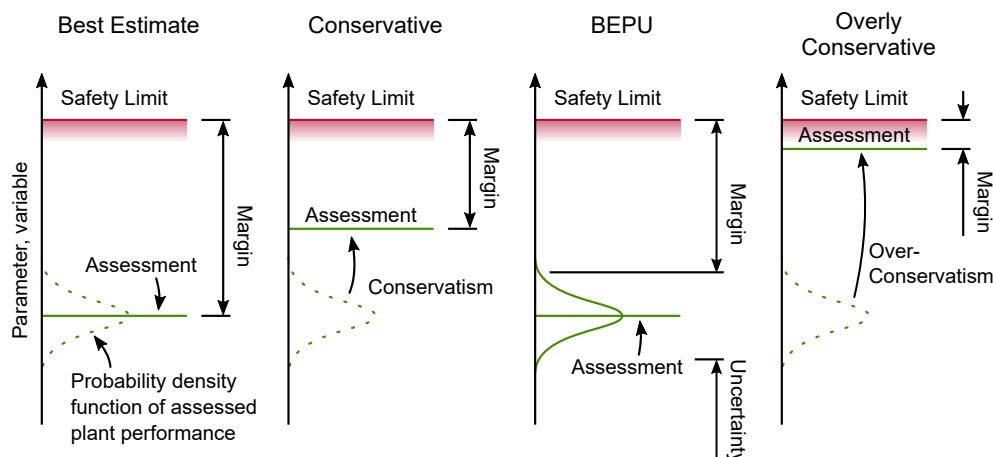 Best Estimate
Conservative
BEPU
Overly
Conservative
Safety Limit
Safety Limit
Safety Limit
Safety Limit
Parameter, variable
Assessment
Margin
Probability density
function of assessed
plant performance
Assessment
Margin
Conservatism
Margin
Assessment
Uncertainty
Assessment
Margin
Over-
Conservatism